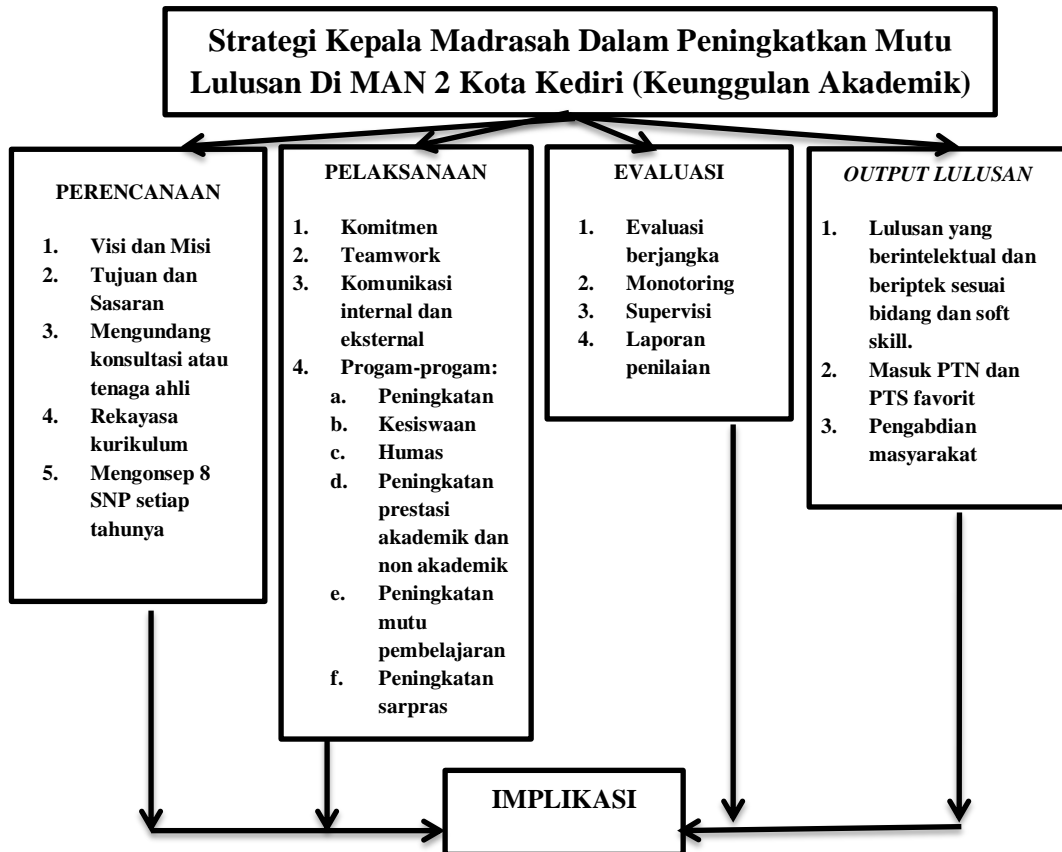 Strategi Kepala Madrasah Dalam Peningkatkan Mutu
Lulusan Di MAN 2 Kota Kediri (Keunggulan Akademik)
PERENCANAAN
1. Visi dan Misi
2. Tujuan dan
Sasaran
3. Mengundang
konsultasi atau
tenaga ahli
4. Rekayasa
kurikulum
5. Mengonsep 8
SNP setiap
tahunya
PELAKSANAAN
1. Komitmen
2. Teamwork
3. Komunikasi
internal dan
eksternal
4. Progam-progam:
a. Peningkatan
b. Kesiswaan
c. Humas
d. Peningkatan
prestasi
akademik dan
non akademik
e. Peningkatan
mutu
pembelajaran
f. Peningkatan
sarpras
EVALUASI
1. Evaluasi
berjangka
2. Monotoring
3. Supervisi
4. Laporan
penilaian
OUTPUT LULUSAN
1. Lulusan yang
berintelektual dan
beriptek sesuai
bidang dan soft
skill.
2. Masuk PTN dan
PTS favorit
3. Pengabdian
masyarakat
IMPLIKASI